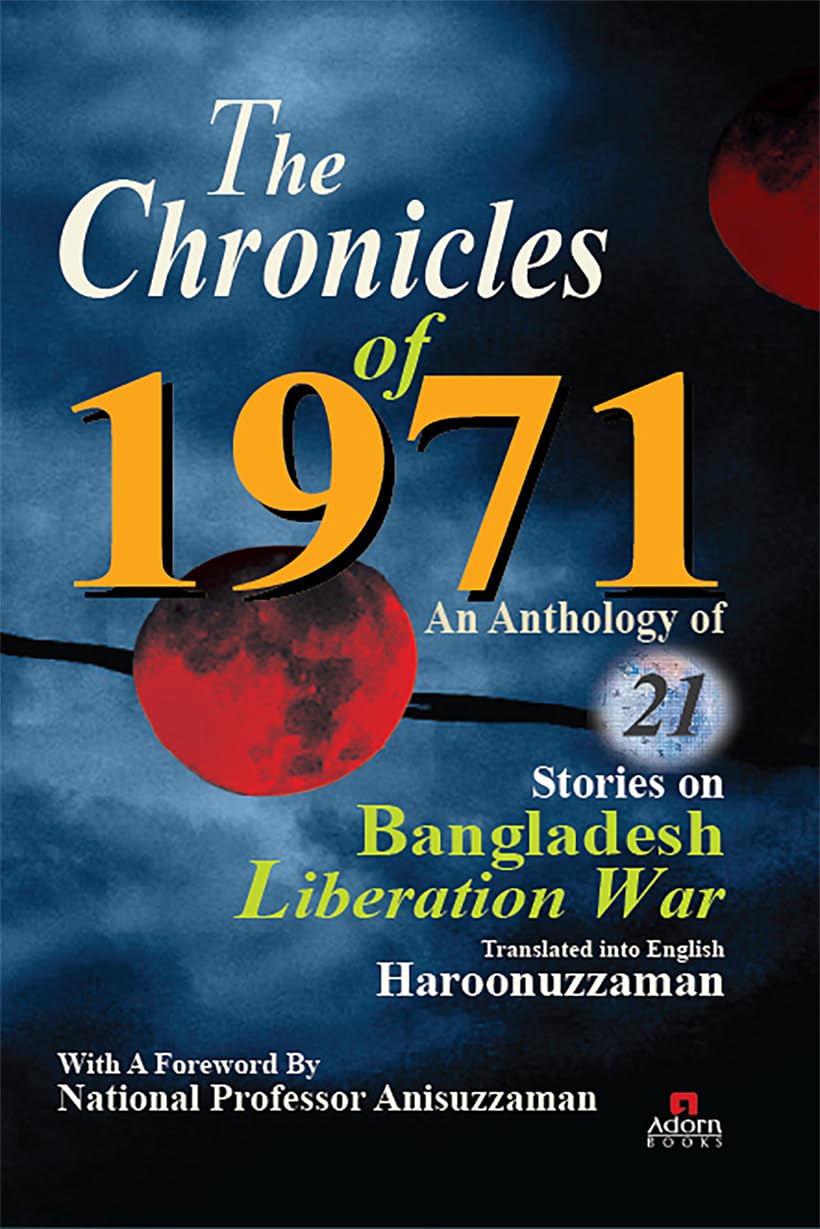 The
Chronicles
of
1971
An Anthology of
21
Stories on
Bangladesh
Liberation War
Translated into English
Haroonuzzaman
With A Foreword By
National Professor Anisuzzaman
Adorn
BOOKS